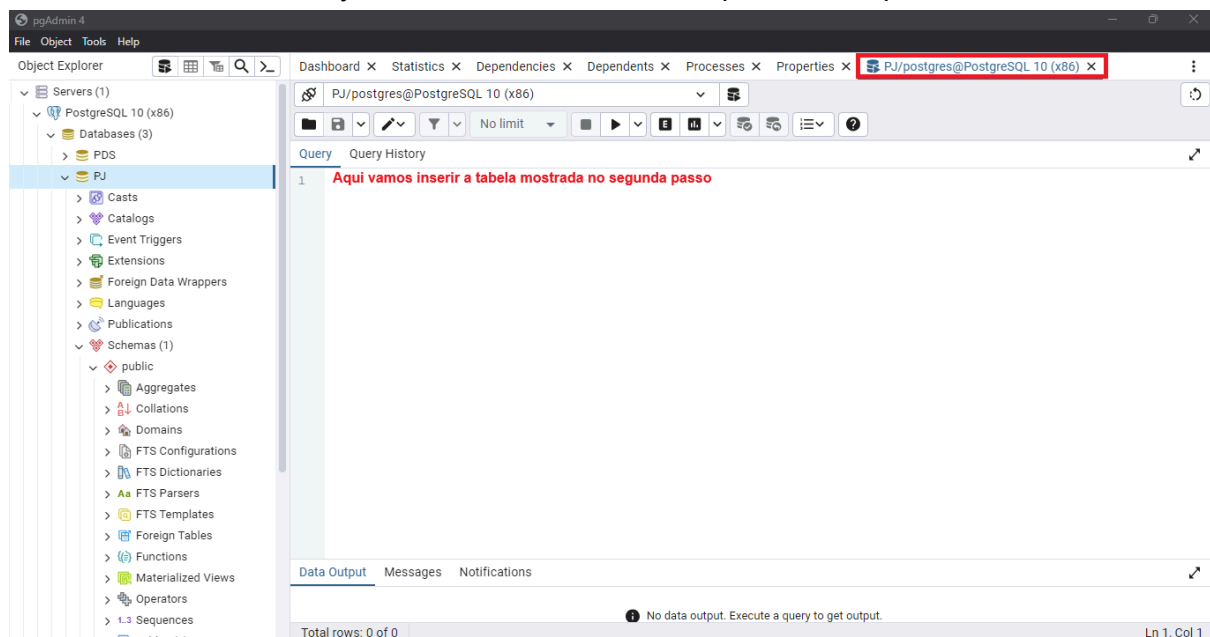 pgAdmin 4
File Object Tools Help
Object Explorer
Dashboard Statistics Dependencies Dependents Processes Properties PJ/postgres@PostgreSQL 10 (x86)
Servers (1)
PostgreSQL 10 (x86)
Databases (3)
PDS
PJ
Casts
Catalogs
Event Triggers
Extensions
Foreign Data Wrappers
Languages
Publications
Schemas (1)
public
Aggregates
Collations
Domains
FTS Configurations
FTS Dictionaries
FTS Parsers
FTS Templates
Foreign Tables
Functions
Materialized Views
Operators
1..3 Sequences
PJ/postgres@PostgreSQL 10 (x86)
No limit
Query Query History
1 Aqui vamos inserir a tabela mostrada no segunda passo
Data Output Messages Notifications
No data output. Execute a query to get output.
Total rows: 0 of 0
Ln 1, Col 1